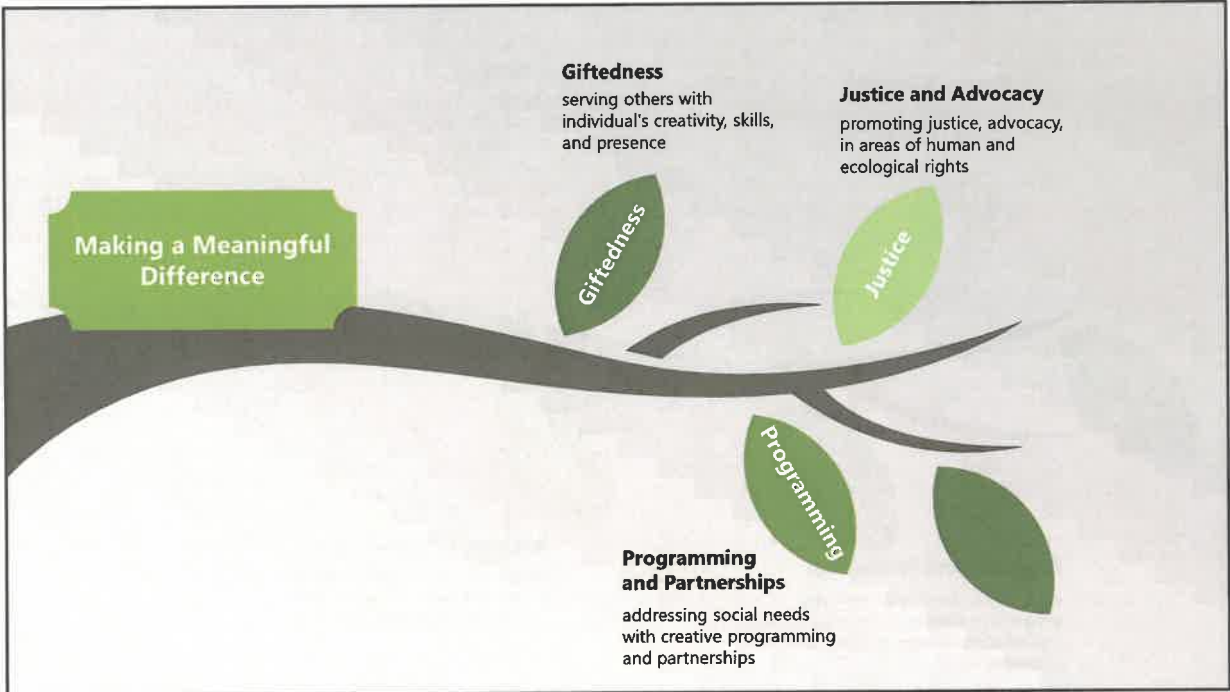 Giftedness
serving others with
individual's creativity, skills,
and presence
Justice and Advocacy
promoting justice, advocacy,
in areas of human and
ecological rights
Making a Meaningful
Difference
Giftedness
Justice
Programming
Programming
and Partnerships
addressing social needs
with creative programming
and partnerships